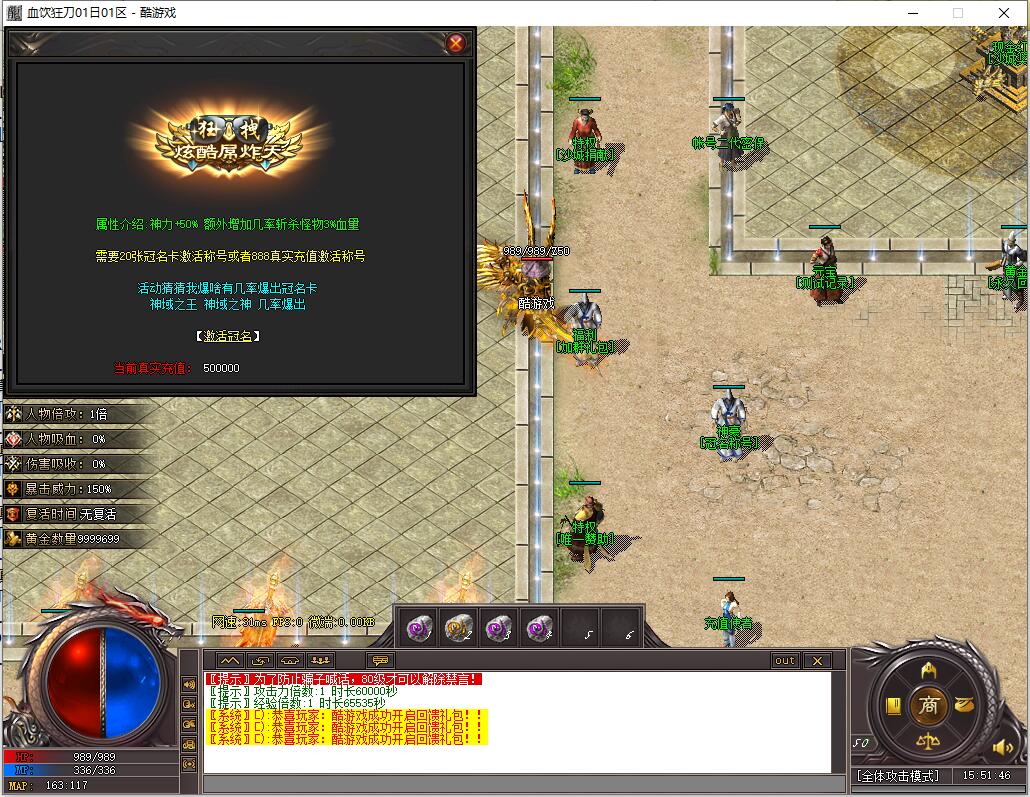 血饮狂刀01日01区 - 酷游戏
狂 拽
炫酷屌炸天
属性介绍:神力+50% 额外增加几率斩杀怪物3%血量
需要20张冠名卡激活称号或者888真实充值激活称号
活动猜猜我爆啥有几率爆出冠名卡
神域之王 神域之神 几率爆出
【激活冠名】
当前真实充值： 500000
特权
[沙城捐献]
帐号二代密保
元宝
[测试记录]
989/989/Z50
酷游戏
福利
[加群礼包]
神豪
[冠名称号]
特权
[唯一赞助]
充值使者
人物倍攻：1倍
人物吸血： 0%
伤害吸收： 0%
暴击威力：150%
复活时间:无复活
黄金数量9999699
网速:31ms FPS:0 微端:0.00KB
5 6
out
〖提示〗为了防止骗子喊话，80级才可以解除禁言！
〖提示〗攻击力倍数:1 时长60000秒
〖提示〗经验倍数:1 时长65535秒
〖系统〗L):恭喜玩家：酷游戏成功开启回馈礼包！！
〖系统〗L):恭喜玩家：酷游戏成功开启回馈礼包！！
〖系统〗L):恭喜玩家：酷游戏成功开启回馈礼包！！
HP: 989/989
MP: 336/336
MAP: 163:117
商
50
[全体攻击模式] 15:51:46